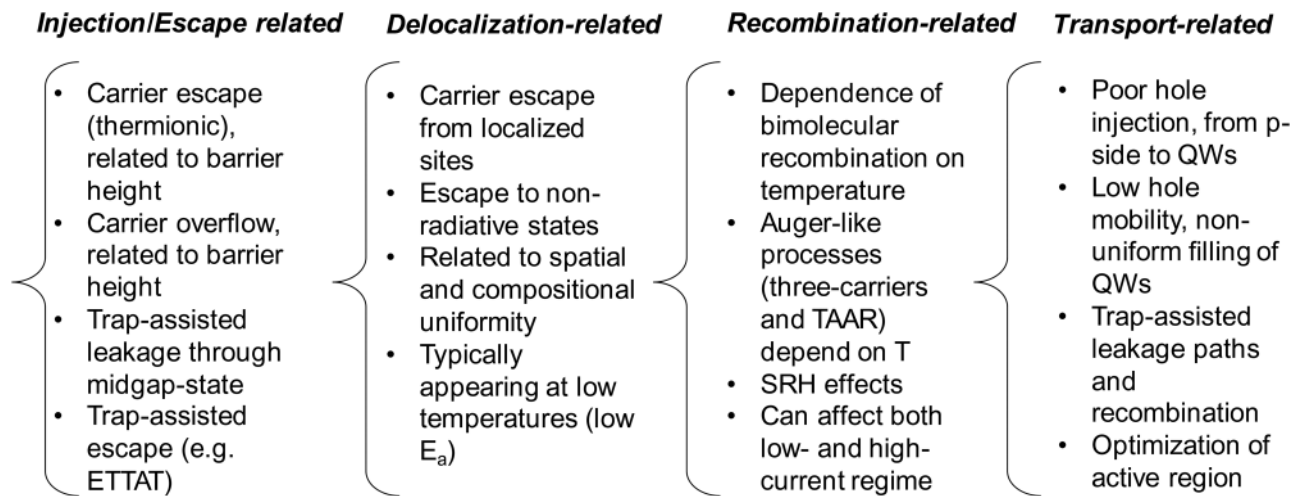 Injection/Escape related
• Carrier escape
(thermionic),
related to barrier
height
• Carrier overflow,
related to barrier
height
• Trap-assisted
leakage through
midgap-state
• Trap-assisted
escape (e.g.
ETTAT)
Delocalization-related
• Carrier escape
from localized
sites
• Escape to non-
radiative states
• Related to spatial
and compositional
uniformity
• Typically
appearing at low
temperatures (low
Eₐ)
Recombination-related
• Dependence of
bimolecular
recombination on
temperature
• Auger-like
processes
(three-carriers
and TAAR)
depend on T
• SRH effects
• Can affect both
low- and high-
current regime
Transport-related
• Poor hole
injection, from p-
side to QWs
• Low hole
mobility, non-
uniform filling of
QWs
• Trap-assisted
leakage paths
and
recombination
• Optimization of
active region